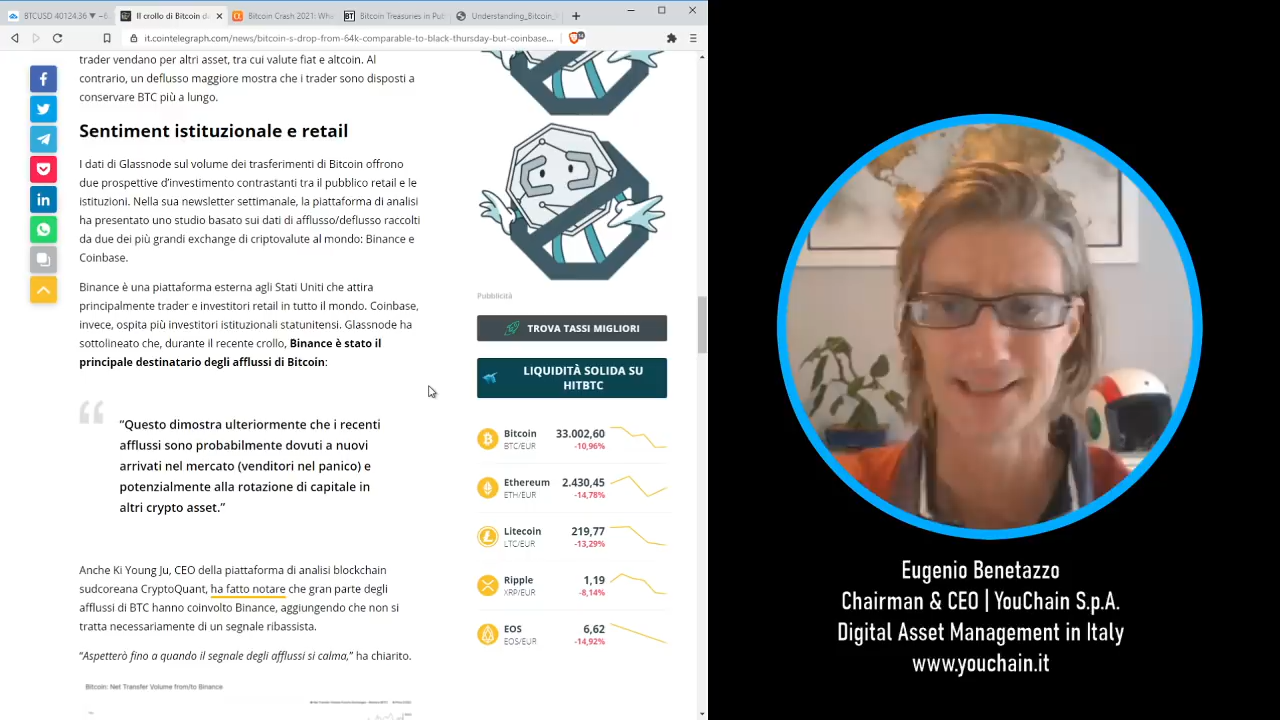 BTCUSD 40124.36 ▼ −6
Il crollo di Bitcoin d
Bitcoin Crash 2021: Wh
Bitcoin Treasuries in Pu
Understanding_Bitcoin_
it.cointelegraph.com/news/bitcoin-s-drop-from-64k-comparable-to-black-thursday-but-coinbase...
trader vendano per altri asset, tra cui valute fiat e altcoin. Al
contrario, un deflusso maggiore mostra che i trader sono disposti a
conservare BTC più a lungo.
Sentiment istituzionale e retail
I dati di Glassnode sul volume dei trasferimenti di Bitcoin offrono
due prospettive d'investimento contrastanti tra il pubblico retail e le
istituzioni. Nella sua newsletter settimanale, la piattaforma di analisi
ha presentato uno studio basato sui dati di afflusso/deflusso raccolti
da due dei più grandi exchange di criptovalute al mondo: Binance e
Coinbase.
Binance è una piattaforma esterna agli Stati Uniti che attira
principalmente trader e investitori retail in tutto il mondo. Coinbase,
invece, ospita più investitori istituzionali statunitensi. Glassnode ha
sottolineato che, durante il recente crollo, Binance è stato il
principale destinatario degli afflussi di Bitcoin:
“Questo dimostra ulteriormente che i recenti
afflussi sono probabilmente dovuti a nuovi
arrivati nel mercato (venditori nel panico) e
potenzialmente alla rotazione di capitale in
altri crypto asset.”
Anche Ki Young Ju, CEO della piattaforma di analisi blockchain
sudcoreana CryptoQuant, ha fatto notare che gran parte degli
afflussi di BTC hanno coinvolto Binance, aggiungendo che non si
tratta necessariamente di un segnale ribassista.
“Aspetterò fino a quando il segnale degli afflussi si calma,” ha chiarito.
Bitcoin: Net Transfer Volume from/to Binance
Pubblicità
TROVA TASSI MIGLIORI
LIQUIDITÀ SOLIDA SU
HITBTC
Bitcoin 33.002,60
BTC/EUR -10,96%
Ethereum 2.430,45
ETH/EUR -14,78%
Litecoin 219,77
LTC/EUR -13,29%
Ripple 1,19
XRP/EUR -8,14%
EOS 6,62
EOS/EUR -14,92%
Eugenio Benetazzo
Chairman & CEO | YouChain S.p.A.
Digital Asset Management in Italy
www.youchain.it